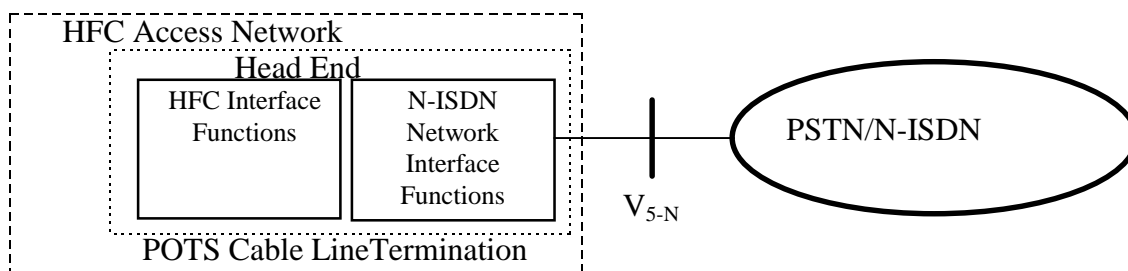 HFC Access Network
Head End
HFC Interface
Functions
N-ISDN
Network
Interface
Functions
PSTN/N-ISDN
V5-N
POTS Cable LineTermination